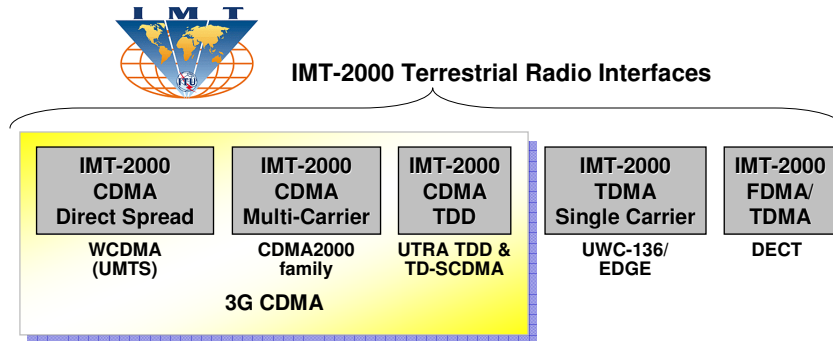 I M T
ITU
IMT-2000 Terrestrial Radio Interfaces
IMT-2000
CDMA
Direct Spread
IMT-2000
CDMA
Multi-Carrier
IMT-2000
CDMA
TDD
IMT-2000
TDMA
Single Carrier
IMT-2000
FDMA/
TDMA
WCDMA
(UMTS)
CDMA2000
family
UTRA TDD &
TD-SCDMA
UWC-136/
EDGE
DECT
3G CDMA